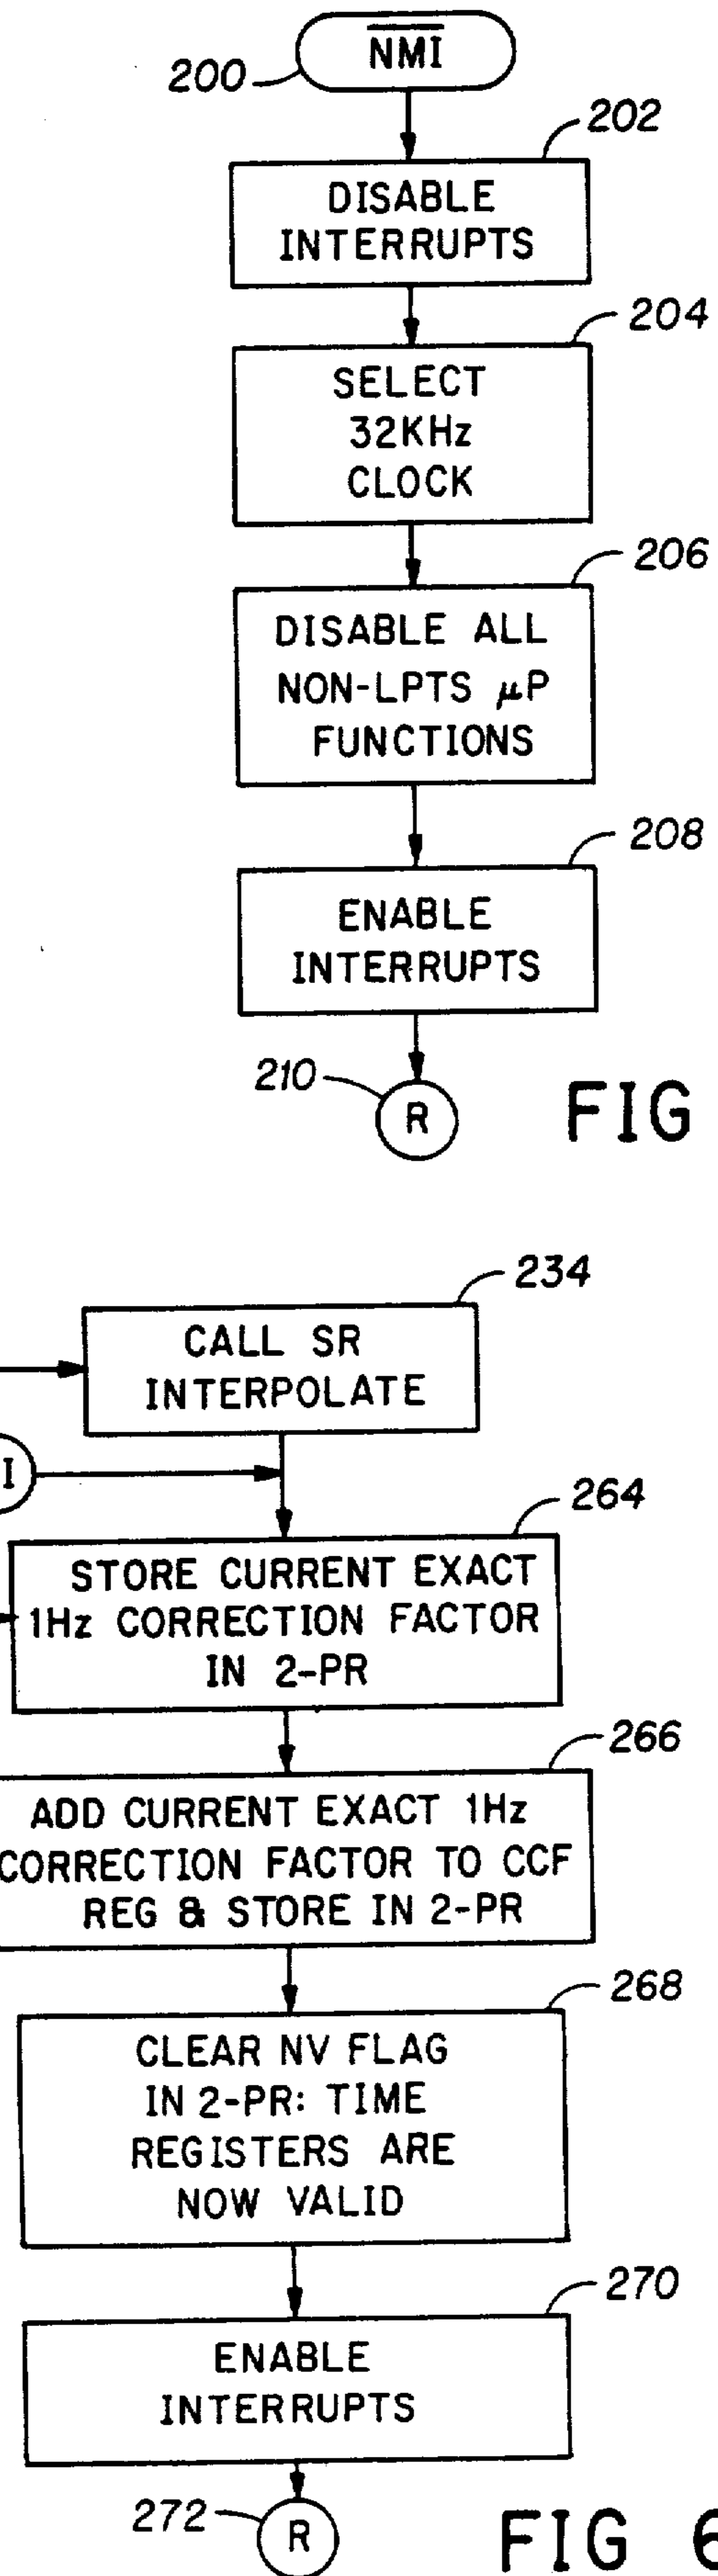 NMI
200
202
DISABLE
INTERRUPTS
204
SELECT
32KHz
CLOCK
206
DISABLE ALL
NON-LPTS μP
FUNCTIONS
208
ENABLE
INTERRUPTS
210
R
FIG
234
CALL SR
INTERPOLATE
I
264
STORE CURRENT EXACT
1Hz CORRECTION FACTOR
IN 2-PR
266
ADD CURRENT EXACT 1Hz
CORRECTION FACTOR TO CCF
REG & STORE IN 2-PR
268
CLEAR NV FLAG
IN 2-PR: TIME
REGISTERS ARE
NOW VALID
270
ENABLE
INTERRUPTS
272
R
FIG 6